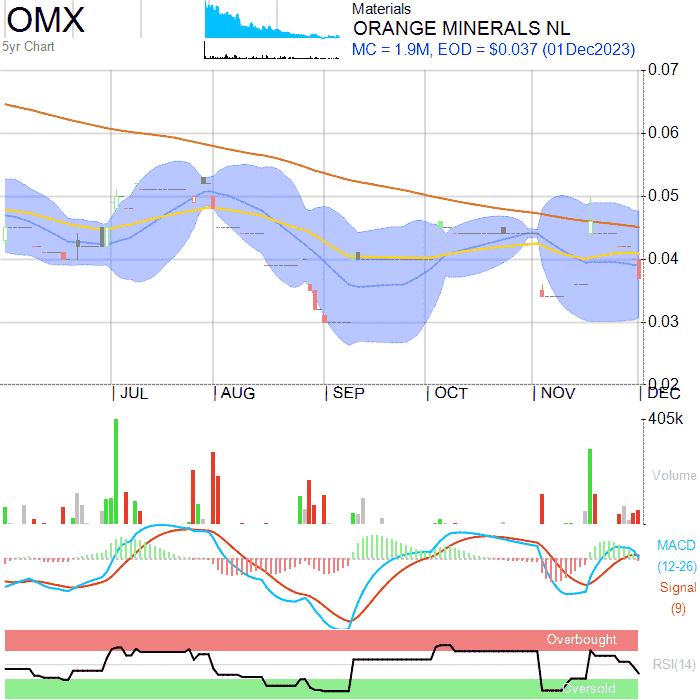 OMX
5yr Chart
Materials
ORANGE MINERALS NL
MC = 1.9M, EOD = $0.037 (01Dec2023)
0.07
0.06
0.05
0.04
0.03
0.02
JUL AUG SEP OCT NOV DEC
405k
Volume
MACD
(12-26)
Signal
(9)
Overbought
RSI(14)
Oversold